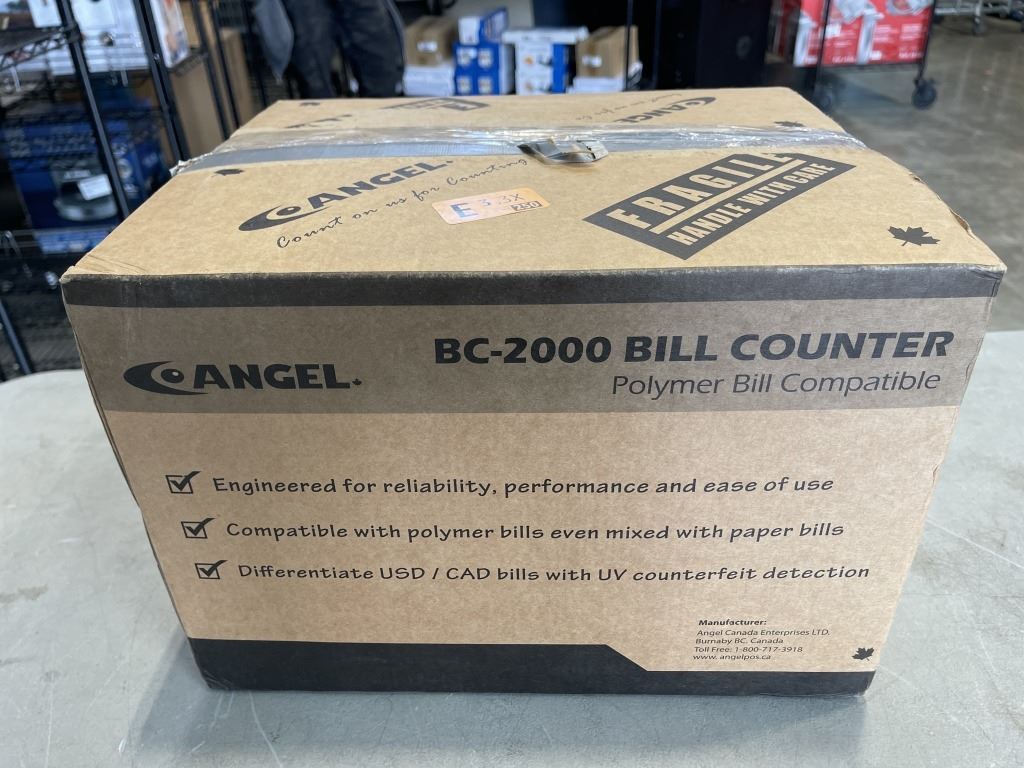 ANGEL
Count on us for Counting
E 3.3X
250
FRAGILE
HANDLE WITH CARE
ANGEL
BC-2000 BILL COUNTER
Polymer Bill Compatible
Engineered for reliability, performance and ease of use
Compatible with polymer bills even mixed with paper bills
Differentiate USD / CAD bills with UV counterfeit detection
Manufacturer:
Angel Canada Enterprises LTD.
Burnaby BC. Canada
Toll Free: 1-800-717-3918
www.angelpos.ca